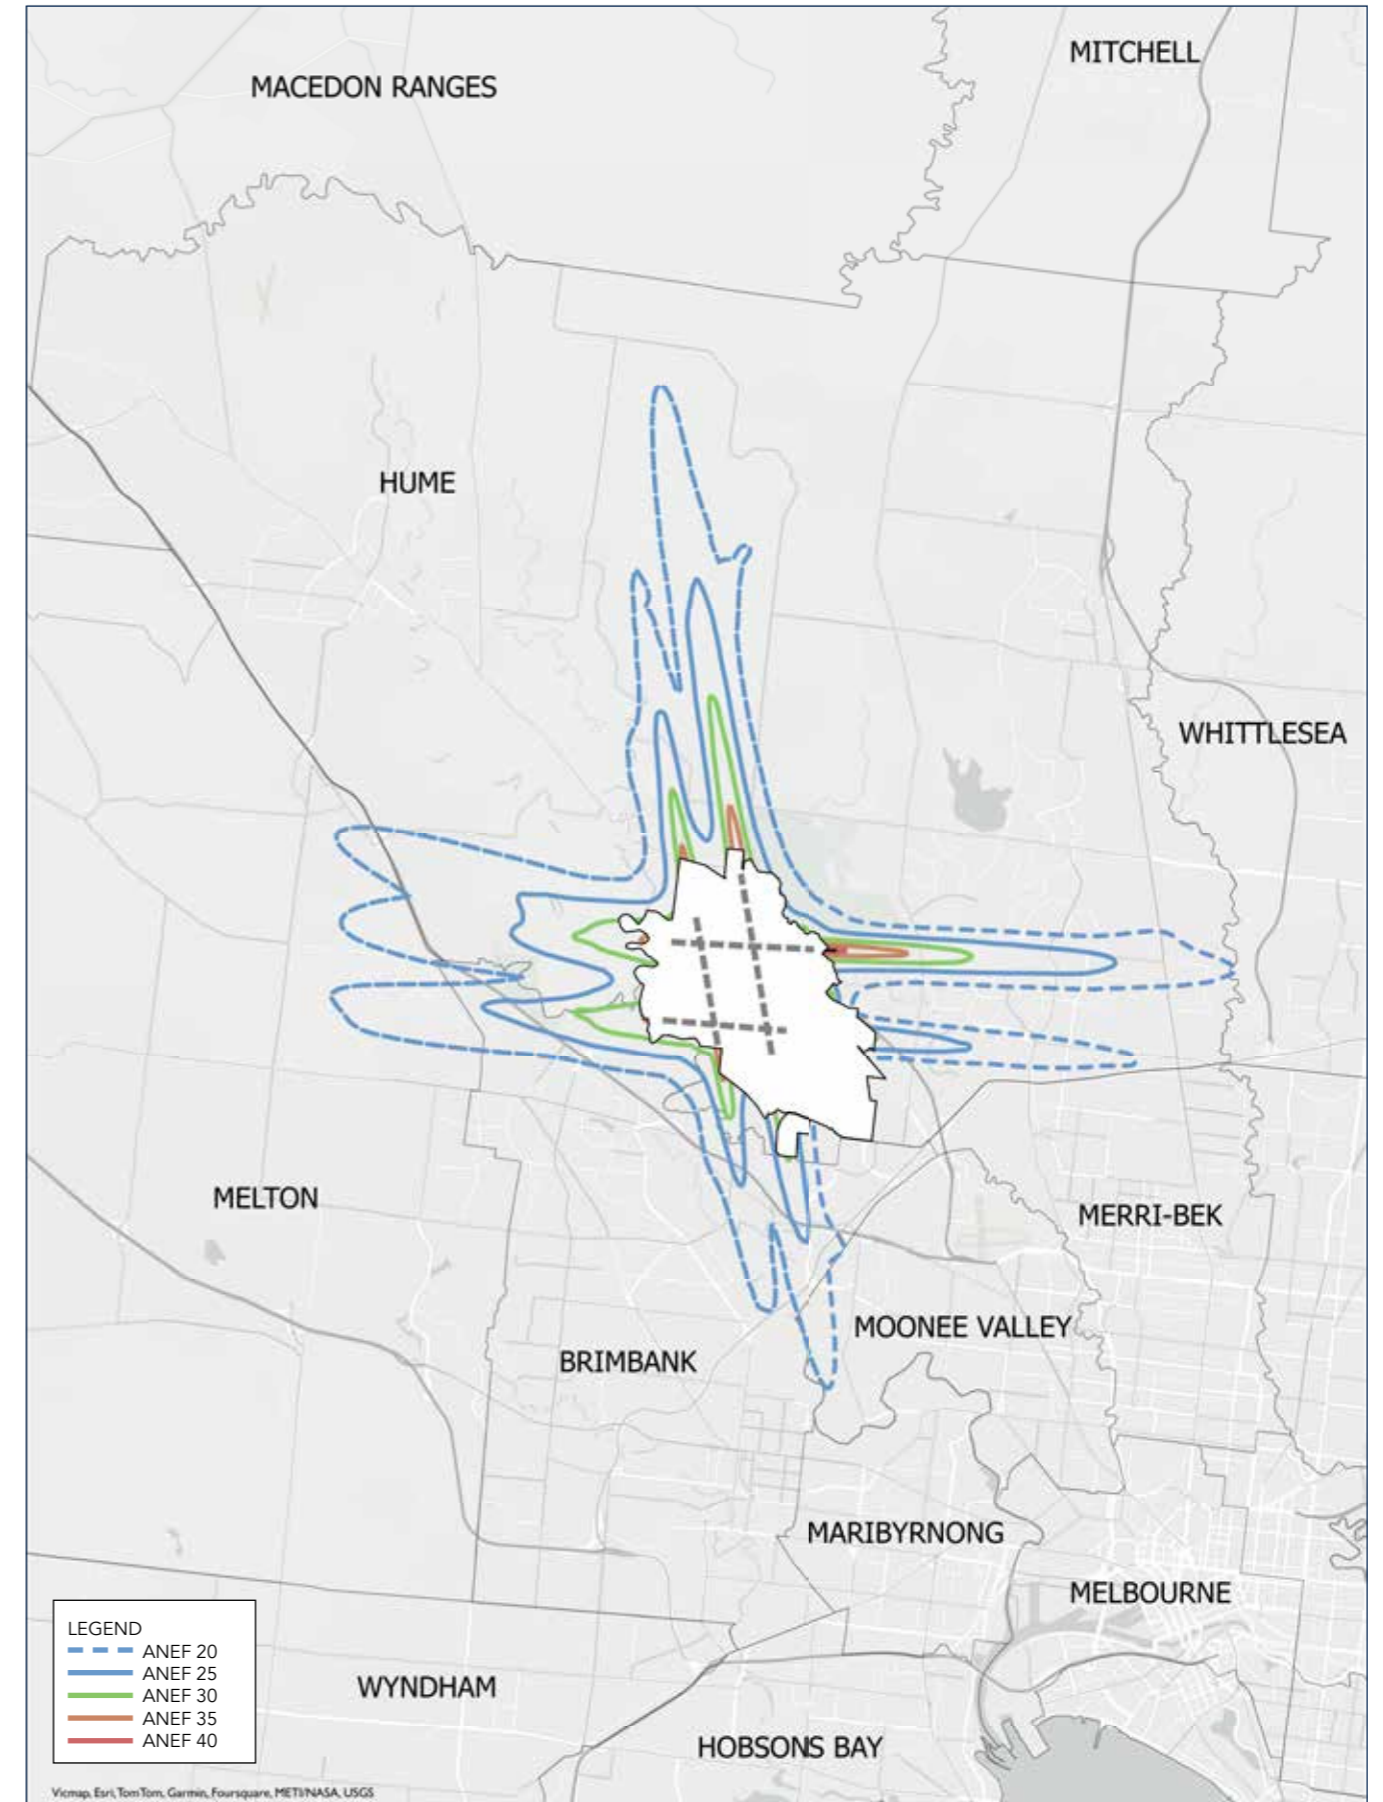 MITCHELL
MACEDON RANGES
HUME
WHITTLESEA
MELTON
MERRI-BEK
MOONEE VALLEY
BRIMBANK
MARIBYRNONG
MELBOURNE
WYNDHAM
HOBSONS BAY
LEGEND
ANEF 20
ANEF 25
ANEF 30
ANEF 35
ANEF 40
Vicmap, Esri, TomTom, Garmin, Foursquare, METI/NASA, USGS